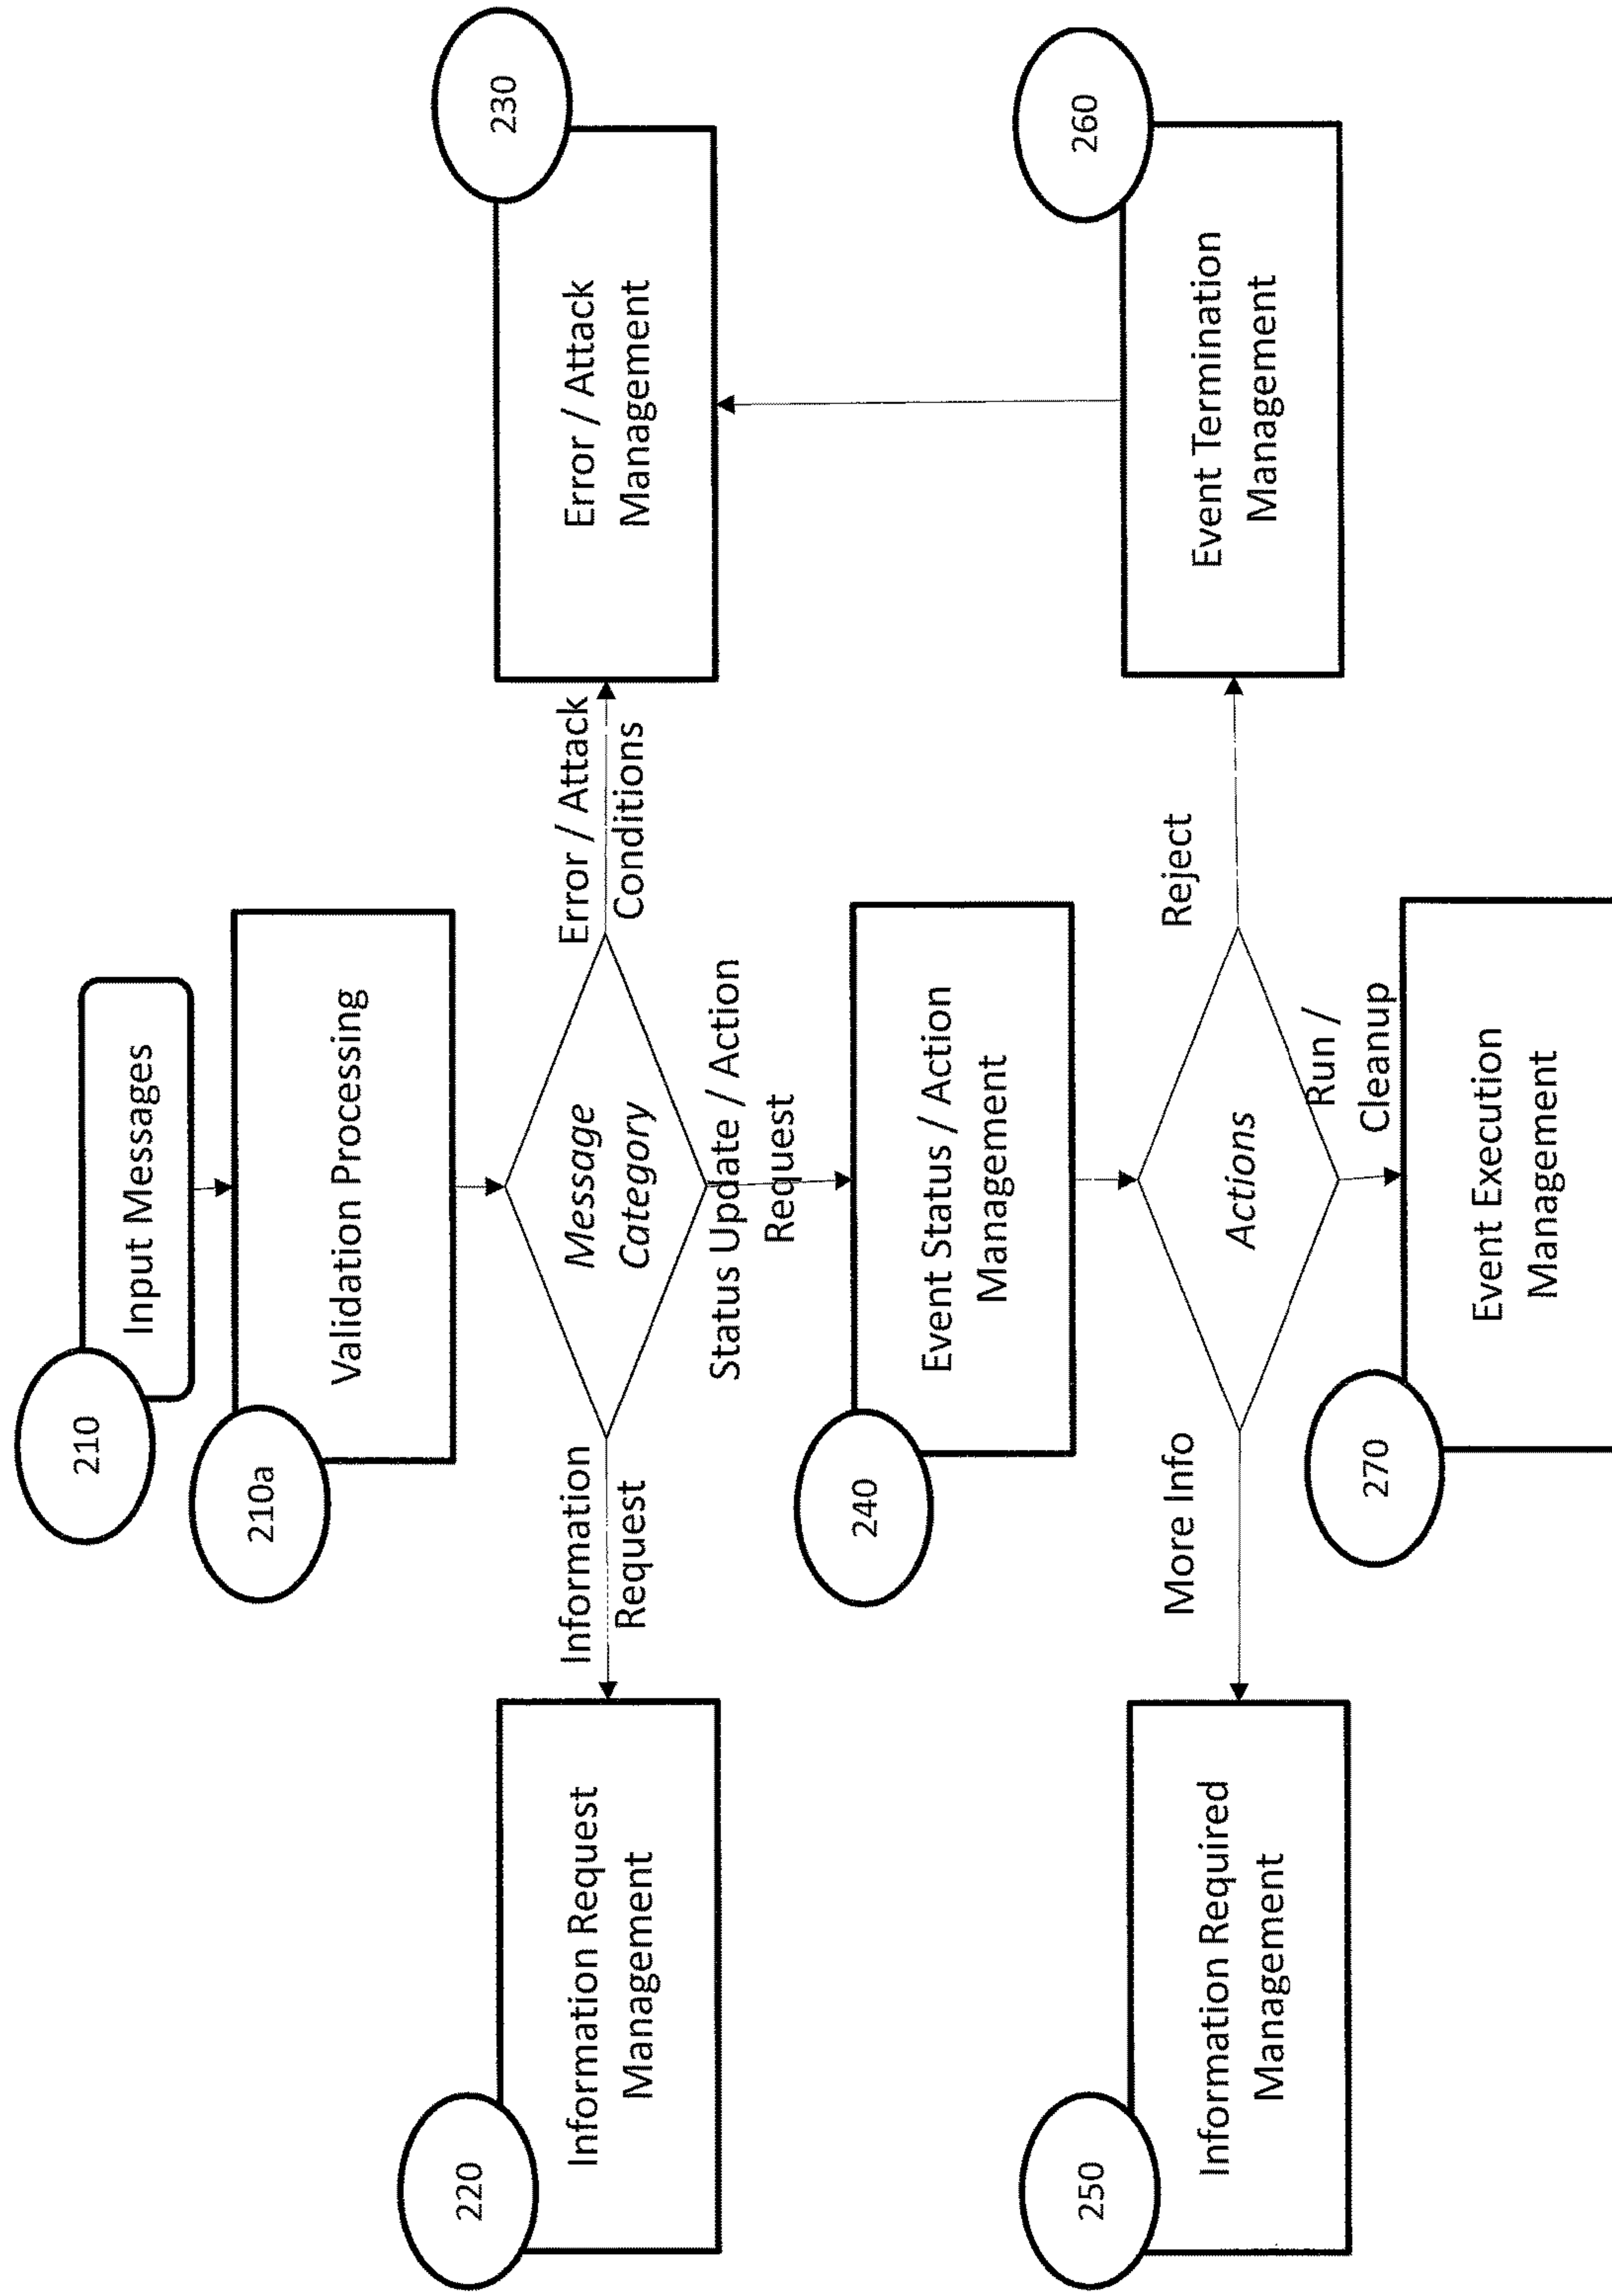 210
Input Messages
210a
Validation Processing
220
Information Request
Management
Information
Request
Message
Category
Error / Attack
Conditions
230
Error / Attack
Management
Status Update / Action
Request
240
Event Status / Action
Management
250
Information Required
Management
More Info
Actions
Reject
260
Event Termination
Management
Run /
Cleanup
270
Event Execution
Management